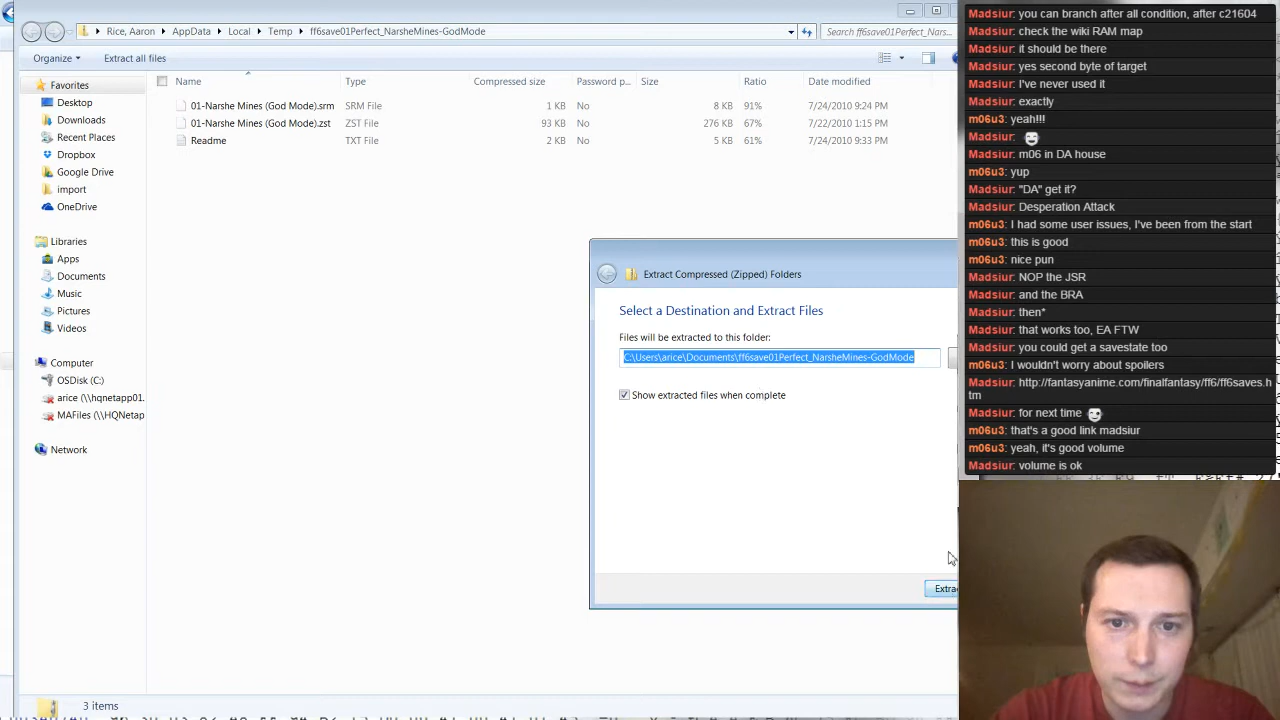 Rice, Aaron ▸ AppData ▸ Local ▸ Temp ▸ ff6save01Perfect_NarsheMines-GodMode
Search ff6save01Perfect_NarsheMines-GodMode...
Organize
Extract all files
Favorites
Desktop
Downloads
Recent Places
Dropbox
Google Drive
import
OneDrive
Libraries
Apps
Documents
Music
Pictures
Videos
Computer
OSDisk (C:)
arice (\\hqnetapp01.
MAFiles (\\HQNetap
Network
Name Type Compressed size Password p... Size Ratio Date modified
01-Narshe Mines (God Mode).srm SRM File 1 KB No 8 KB 91% 7/24/2010 9:24 PM
01-Narshe Mines (God Mode).zst ZST File 93 KB No 276 KB 67% 7/22/2010 1:15 PM
Readme TXT File 2 KB No 5 KB 61% 7/24/2010 9:33 PM
Extract Compressed (Zipped) Folders
Select a Destination and Extract Files
Files will be extracted to this folder:
C:\Users\arice\Documents\ff6save01Perfect_NarsheMines-GodMode
Show extracted files when complete
Extrac
3 items
Madsiur: you can branch after all condition, after c21604
Madsiur: check the wiki RAM map
Madsiur: it should be there
Madsiur: yes second byte of target
Madsiur: I've never used it
Madsiur: exactly
m06u3: yeah!!!
Madsiur:
Madsiur: m06 in DA house
m06u3: yup
Madsiur: "DA" get it?
Madsiur: Desperation Attack
m06u3: I had some user issues, I've been from the start
m06u3: this is good
m06u3: nice pun
Madsiur: NOP the JSR
Madsiur: and the BRA
Madsiur: then*
Madsiur: that works too, EA FTW
Madsiur: you could get a savestate too
Madsiur: I wouldn't worry about spoilers
Madsiur: http://fantasyanime.com/finalfantasy/ff6/ff6saves.h
tm
Madsiur: for next time
m06u3: that's a good link madsiur
m06u3: yeah, it's good volume
Madsiur: volume is ok